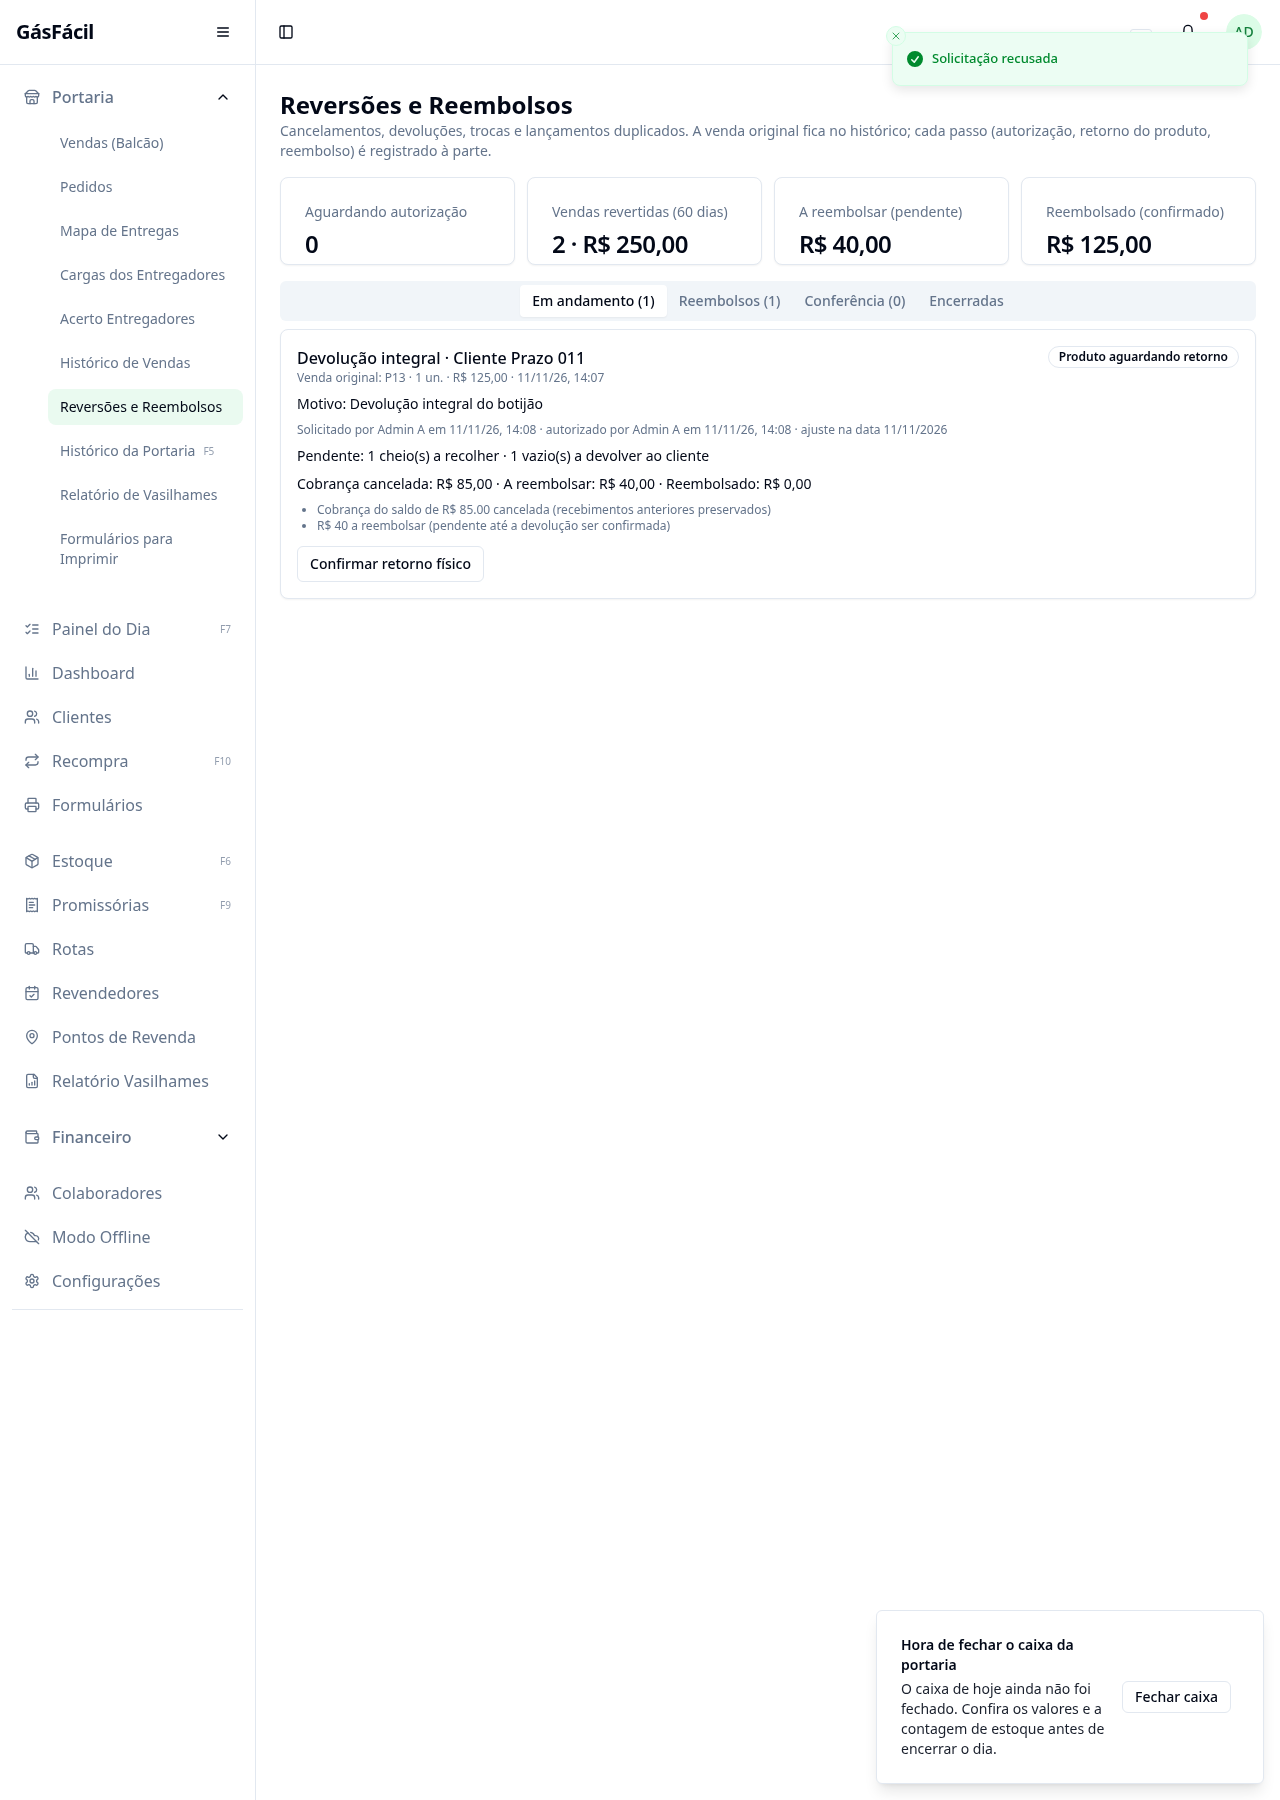 GásFácil
Portaria
Vendas (Balcão)
Pedidos
Mapa de Entregas
Cargas dos Entregadores
Acerto Entregadores
Histórico de Vendas
Reversões e Reembolsos
Histórico da Portaria F5
Relatório de Vasilhames
Formulários para
Imprimir
Painel do Dia F7
Dashboard
Clientes
Recompra F10
Formulários
Estoque F6
Promissórias F9
Rotas
Revendedores
Pontos de Revenda
Relatório Vasilhames
Financeiro
Colaboradores
Modo Offline
Configurações
AD
Solicitação recusada
Reversões e Reembolsos
Cancelamentos, devoluções, trocas e lançamentos duplicados. A venda original fica no histórico; cada passo (autorização, retorno do produto,
reembolso) é registrado à parte.
Aguardando autorização
0
Vendas revertidas (60 dias)
2 · R$ 250,00
A reembolsar (pendente)
R$ 40,00
Reembolsado (confirmado)
R$ 125,00
Em andamento (1) Reembolsos (1) Conferência (0) Encerradas
Devolução integral · Cliente Prazo 011
Produto aguardando retorno
Venda original: P13 · 1 un. · R$ 125,00 · 11/11/26, 14:07
Motivo: Devolução integral do botijão
Solicitado por Admin A em 11/11/26, 14:08 · autorizado por Admin A em 11/11/26, 14:08 · ajuste na data 11/11/2026
Pendente: 1 cheio(s) a recolher · 1 vazio(s) a devolver ao cliente
Cobrança cancelada: R$ 85,00 · A reembolsar: R$ 40,00 · Reembolsado: R$ 0,00
• Cobrança do saldo de R$ 85.00 cancelada (recebimentos anteriores preservados)
• R$ 40 a reembolsar (pendente até a devolução ser confirmada)
Confirmar retorno físico
Hora de fechar o caixa da
portaria
O caixa de hoje ainda não foi
fechado. Confira os valores e a
contagem de estoque antes de
encerrar o dia.
Fechar caixa